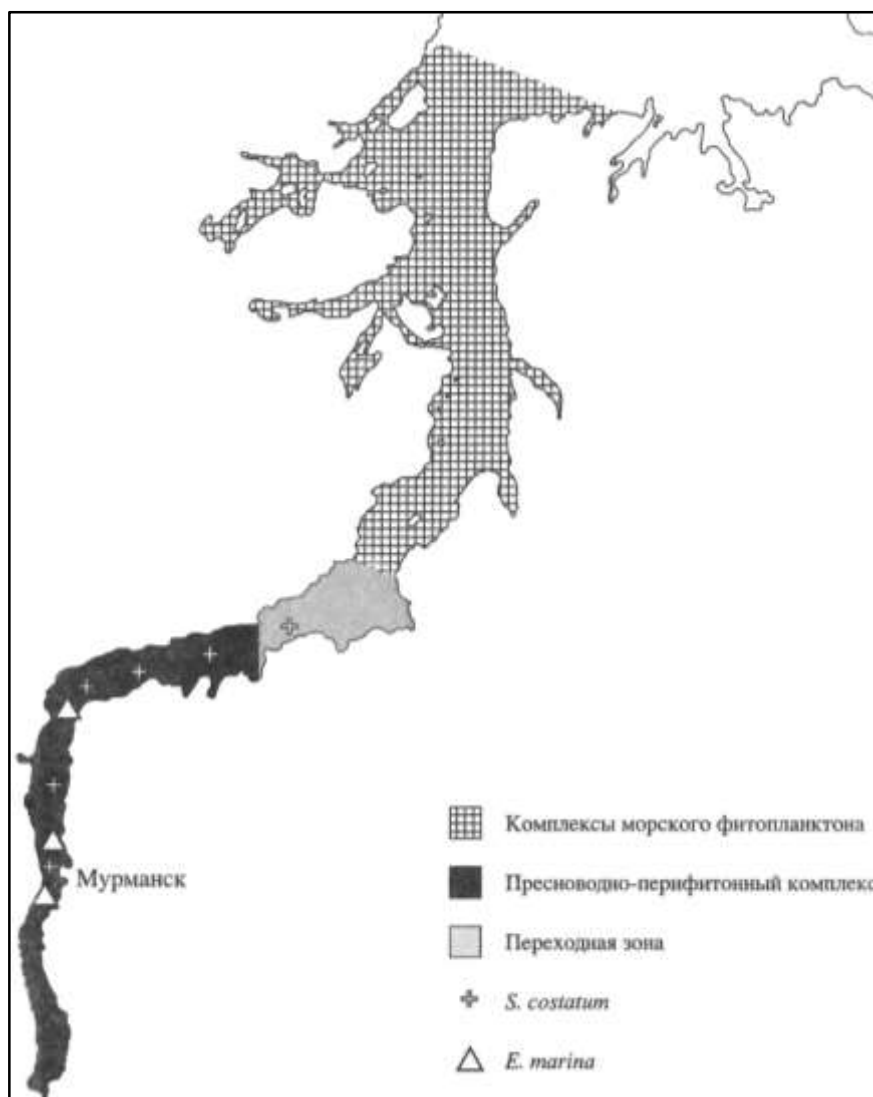 Мурманск
Комплексы морского фитопланктона
Пресноводно-перифитонный комплекс
Переходная зона
S. costatum
E. marina